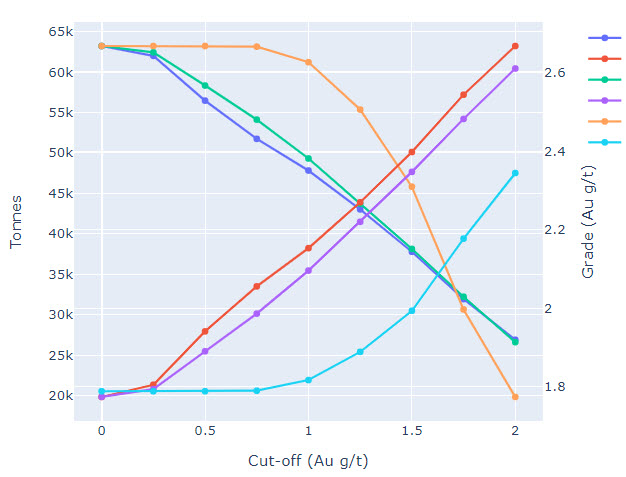 65k
60k
55k
50k
45k
40k
35k
30k
25k
20k
Tonnes
2.6
2.4
2.2
2
1.8
Grade (Au g/t)
0
0.5
1
1.5
2
Cut-off (Au g/t)